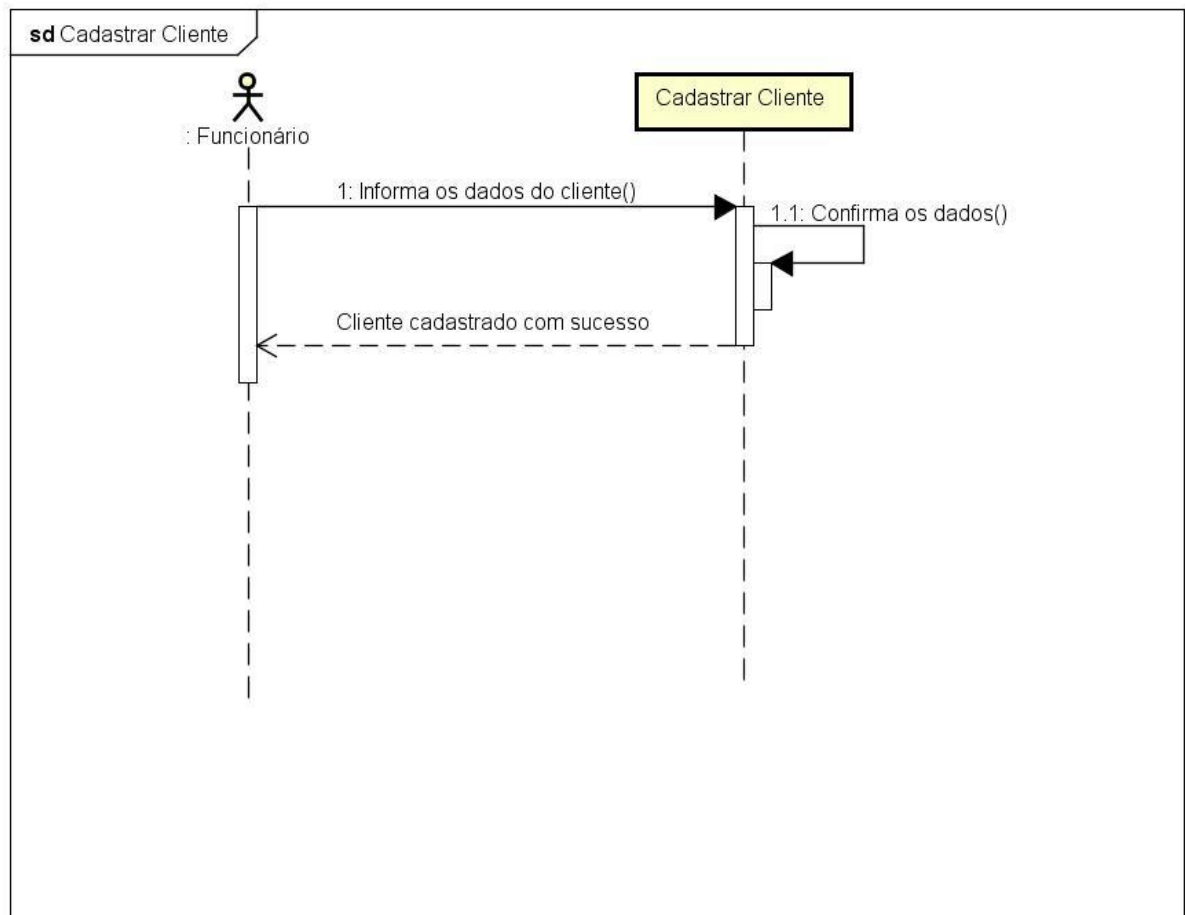 sd Cadastrar Cliente
: Funcionário
Cadastrar Cliente
1: Informa os dados do cliente()
1.1: Confirma os dados()
Cliente cadastrado com sucesso